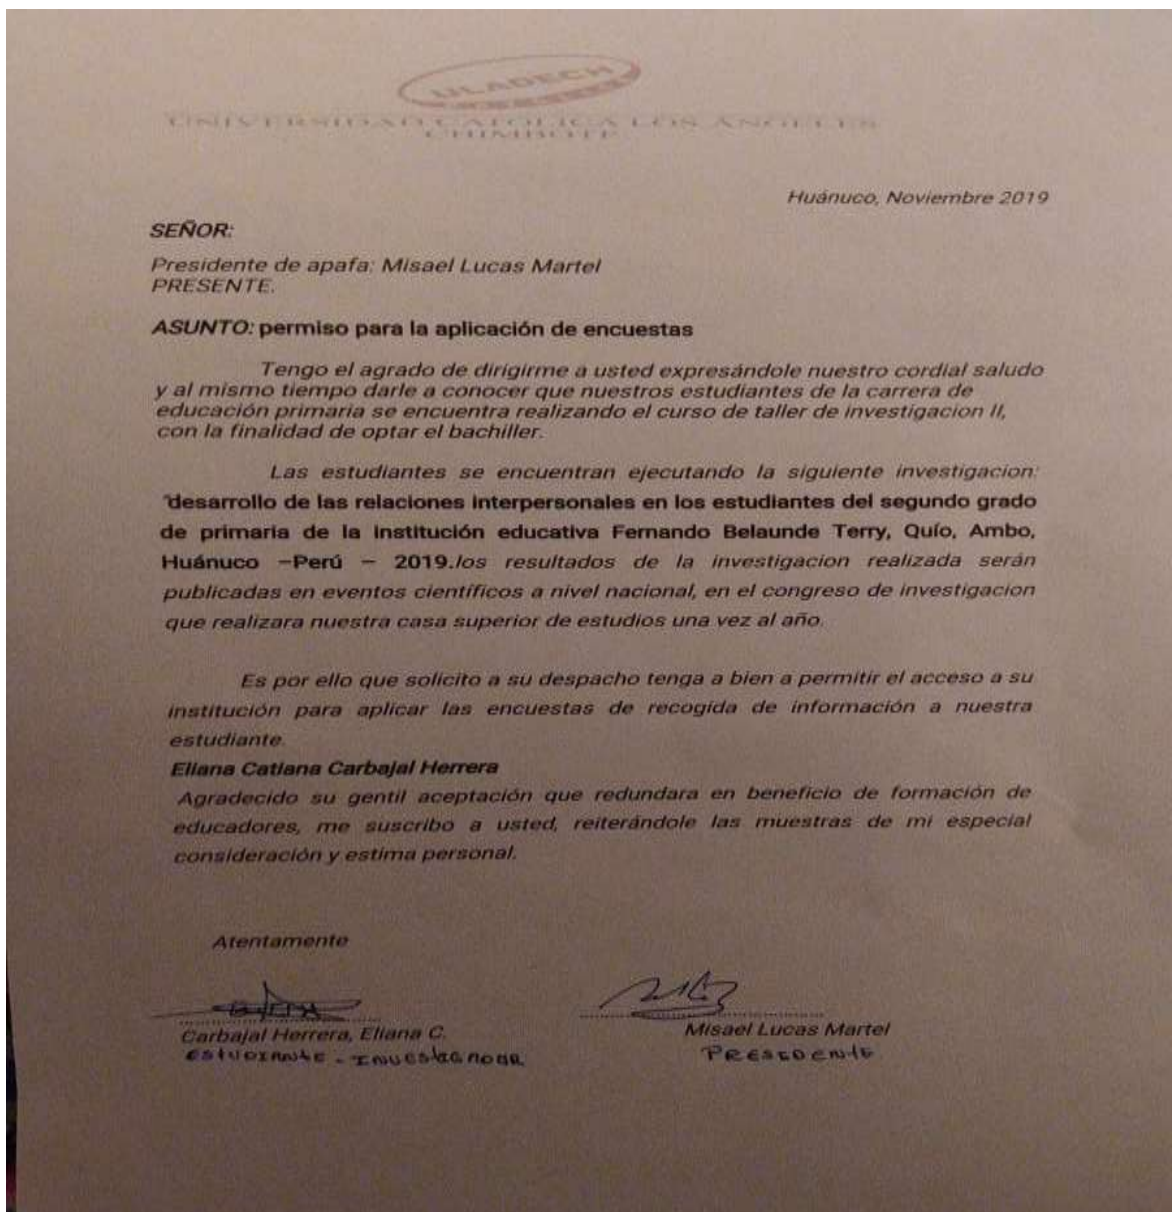 ULADECH
UNIVERSIDAD CATOLICA LOS ANGELES
CHIMBOTE
Huánuco, Noviembre 2019
SEÑOR:
Presidente de apafa: Misael Lucas Martel
PRESENTE.
ASUNTO: permiso para la aplicación de encuestas
Tengo el agrado de dirigirme a usted expresándole nuestro cordial saludo
y al mismo tiempo darle a conocer que nuestros estudiantes de la carrera de
educación primaria se encuentra realizando el curso de taller de investigacion II,
con la finalidad de optar el bachiller.
Las estudiantes se encuentran ejecutando la siguiente investigacion:
"desarrollo de las relaciones interpersonales en los estudiantes del segundo grado
de primaria de la institución educativa Fernando Belaunde Terry, Quío, Ambo,
Huánuco –Perú – 2019.los resultados de la investigacion realizada serán
publicadas en eventos científicos a nivel nacional, en el congreso de investigacion
que realizara nuestra casa superior de estudios una vez al año.
Es por ello que solicito a su despacho tenga a bien a permitir el acceso a su
institución para aplicar las encuestas de recogida de información a nuestra
estudiante.
Eliana Catiana Carbajal Herrera
Agradecido su gentil aceptación que redundara en beneficio de formación de
educadores, me suscribo a usted, reiterándole las muestras de mi especial
consideración y estima personal.
Atentamente
Carbajal Herrera, Eliana C.
Misael Lucas Martel
ESTUDIANTE -
PRESIDENTE